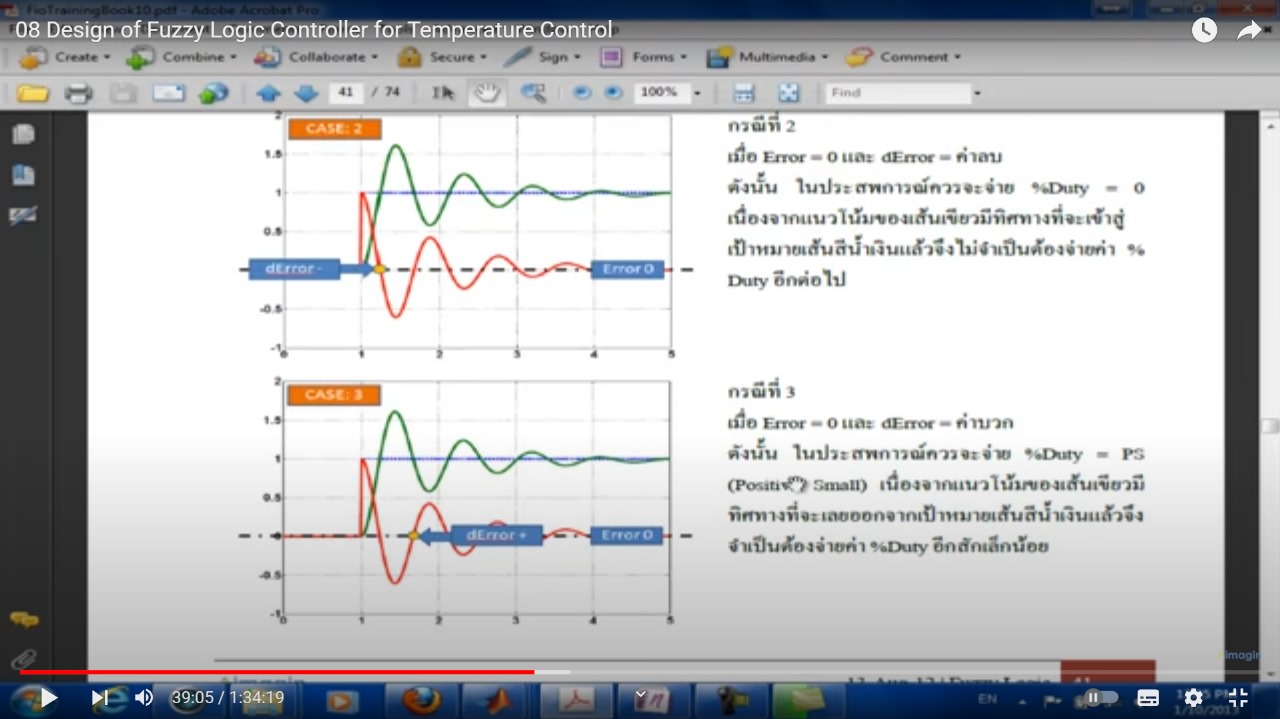 FioTrainingBook10.pdf - Adobe Acrobat Pro
08 Design of Fuzzy Logic Controller for Temperature Control
Create Combine Collaborate Secure Sign Forms Multimedia Comment
41 / 74 100% Find
2
CASE: 2
1.5
1
0.5
dError -
Error 0
-0.5
-1
0 1 2 3 4 5
กรณีที่ 2
เมื่อ Error = 0 และ dError = ค่าลบ
ดังนั้น ในประสพการณ์ควรจะจ่าย %Duty = 0
เนื่องจากแนวโน้มของเส้นเขียวมีทิศทางที่จะเข้าสู่
เป้าหมายเส้นสีน้ำเงินแล้วจึงไม่จำเป็นต้องจ่ายค่า %
Duty อีกต่อไป
2
CASE: 3
1.5
1
0.5
dError +
Error 0
-0.5
-1
0 1 2 3 4 5
กรณีที่ 3
เมื่อ Error = 0 และ dError = ค่าบวก
ดังนั้น ในประสพการณ์ควรจะจ่าย %Duty = PS
(Positive Small) เนื่องจากแนวโน้มของเส้นเขียวมี
ทิศทางที่จะเลยออกจากเป้าหมายเส้นสีน้ำเงินแล้วจึง
จำเป็นต้องจ่ายค่า %Duty อีกสักเล็กน้อย
39:05 / 1:34:19
EN